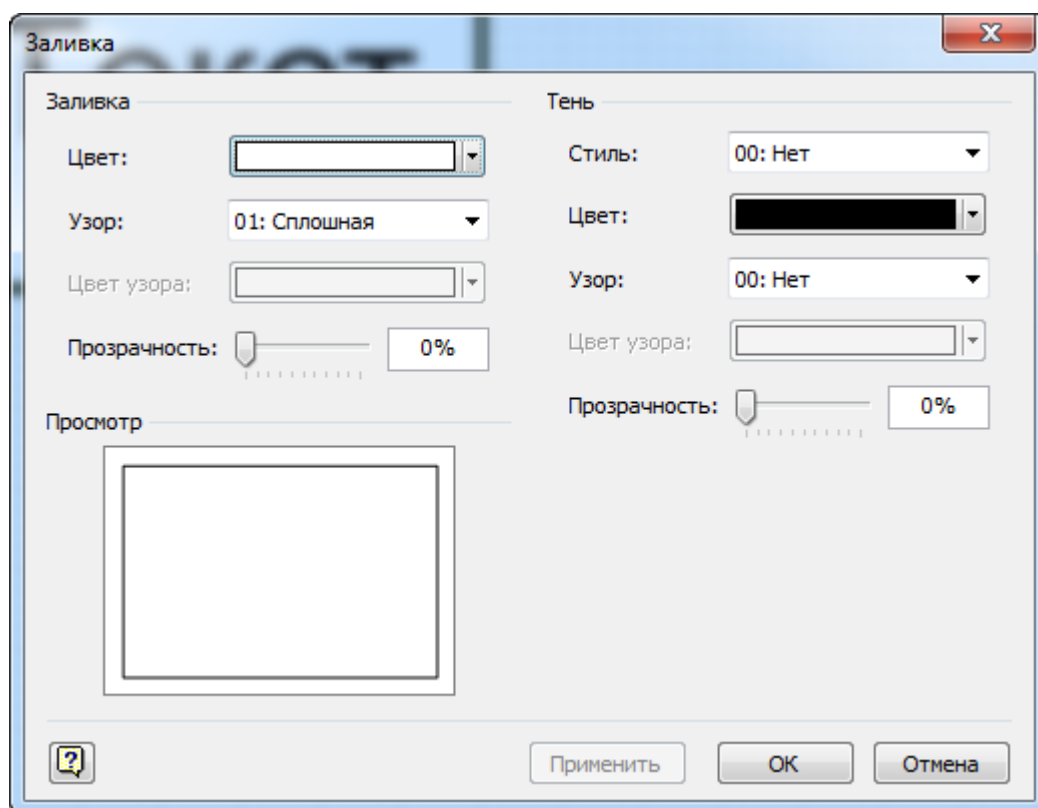 Заливка
Заливка
Цвет:
Узор: 01: Сплошная
Цвет узора:
Прозрачность: 0%
Просмотр
Тень
Стиль: 00: Нет
Цвет:
Узор: 00: Нет
Цвет узора:
Прозрачность: 0%
Применить ОК Отмена